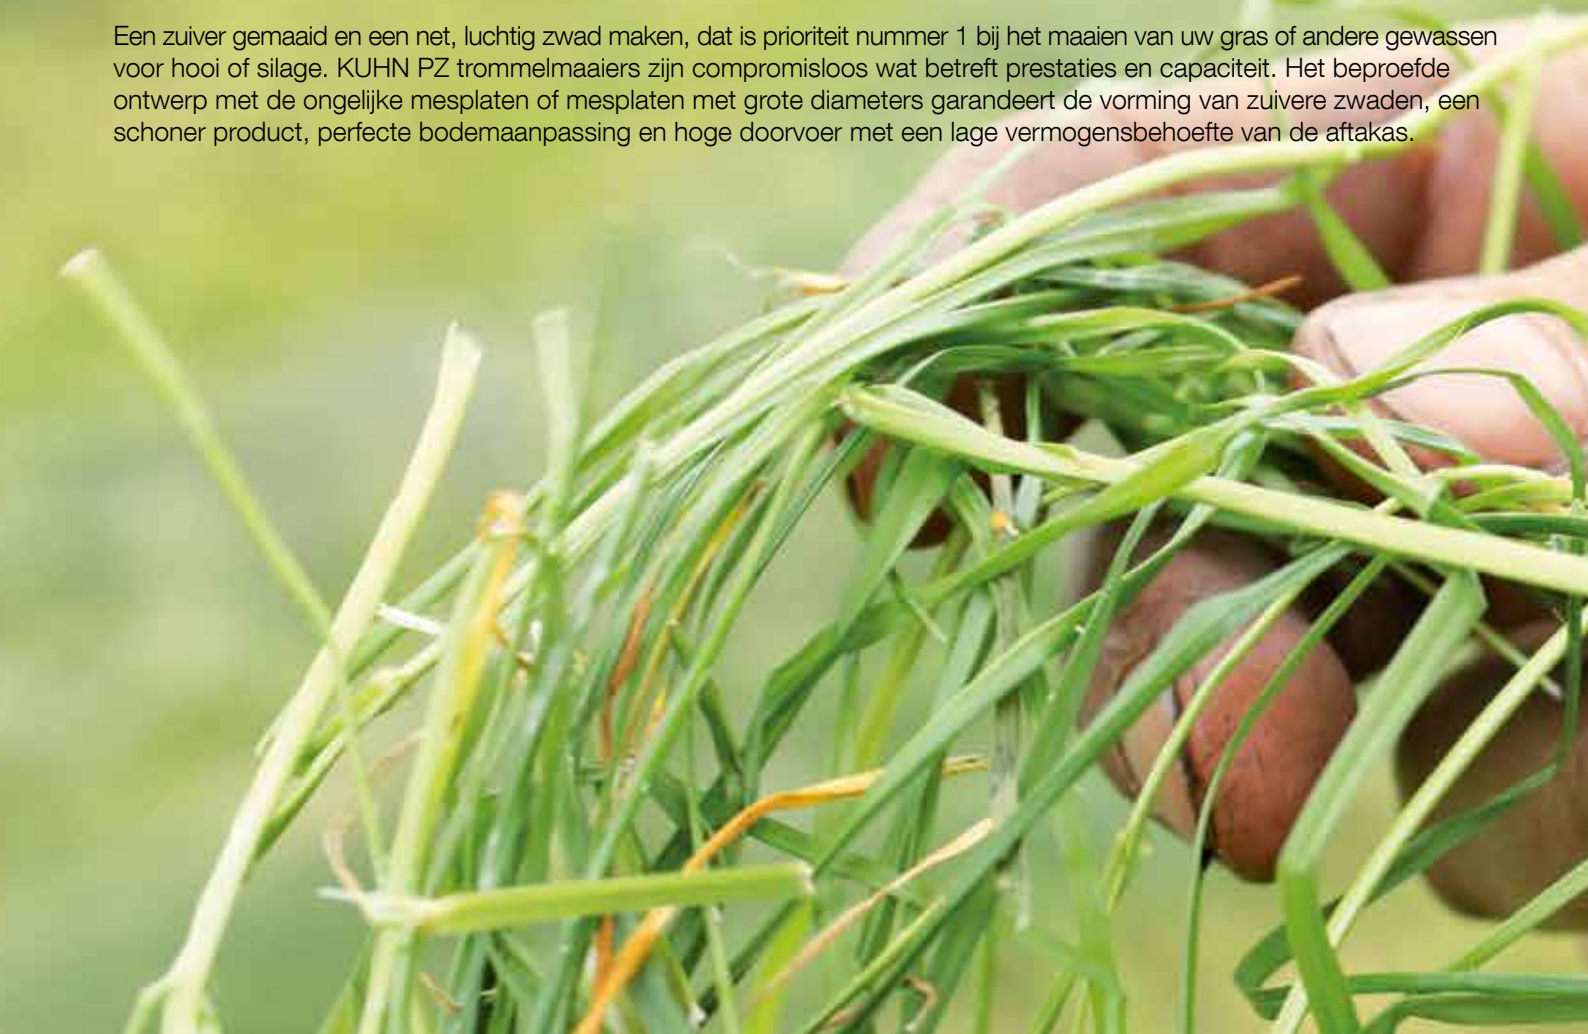 Een zuiver gemaaid en een net, luchtig zwad maken, dat is prioriteit nummer 1 bij het maaien van uw gras of andere gewassen
voor hooi of silage. KUHN PZ trommelmaaiers zijn compromisloos wat betreft prestaties en capaciteit. Het beproefde
ontwerp met de ongelijke mesplaten of mesplaten met grote diameters garandeert de vorming van zuivere zwaden, een
schoner product, perfecte bodemaanpassing en hoge doorvoer met een lage vermogensbehoefte van de aftakas.